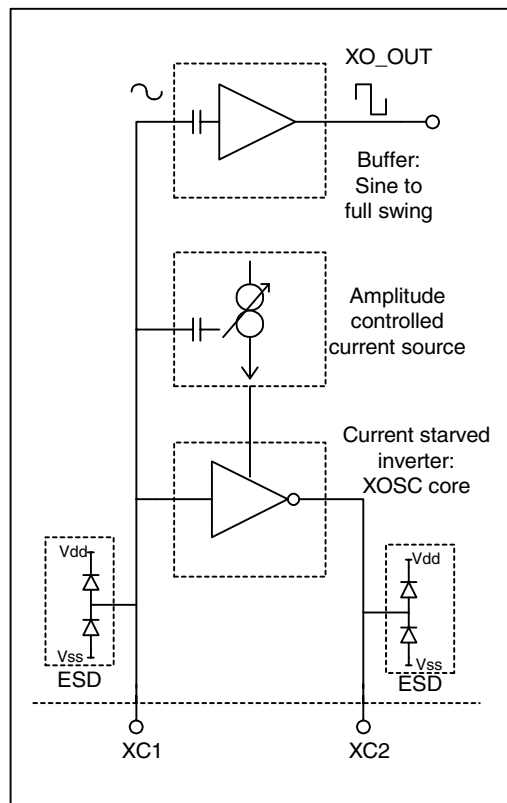 XO_OUT
Buffer:
Sine to
full swing
Amplitude
controlled
current source
Current starved
inverter:
XOSC core
Vdd
Vss
ESD
Vdd
Vss
ESD
XC1
XC2